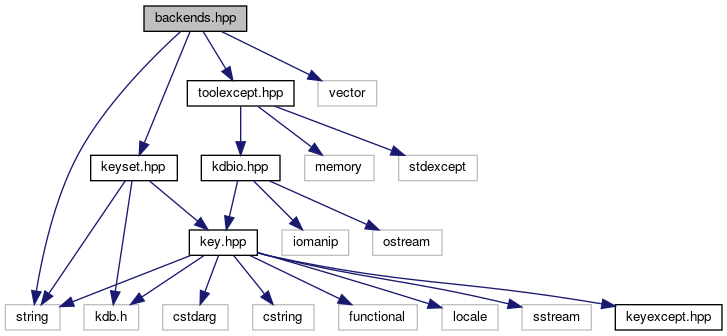 backends.hpp
toolexcept.hpp
vector
keyset.hpp
kdbio.hpp
memory
stdexcept
key.hpp
iomanip
ostream
string
kdb.h
cstdarg
cstring
functional
locale
sstream
keyexcept.hpp